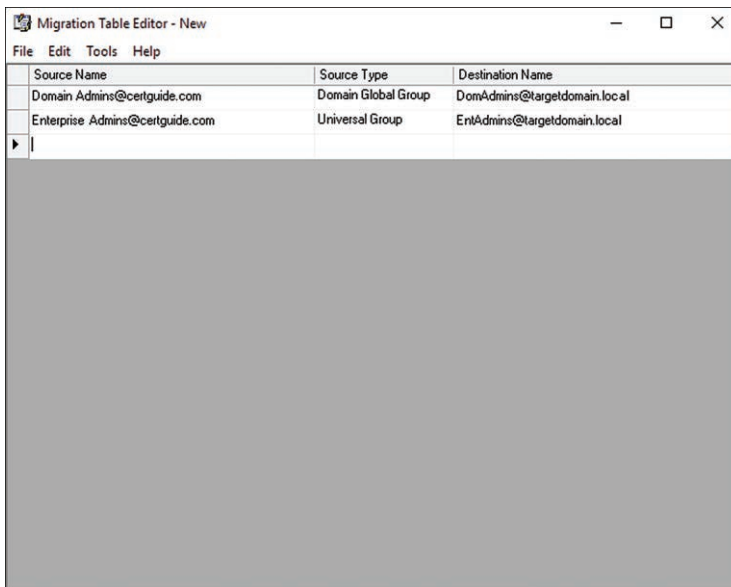 Migration Table Editor - New
File Edit Tools Help
Source Name Source Type Destination Name
Domain Admins@certguide.com Domain Global Group DomAdmins@targetdomain.local
Enterprise Admins@certguide.com Universal Group EntAdmins@targetdomain.local